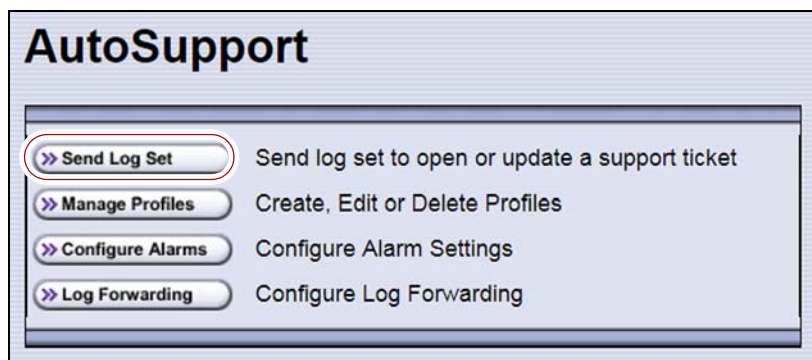 AutoSupport
Send Log Set Send log set to open or update a support ticket
Manage Profiles Create, Edit or Delete Profiles
Configure Alarms Configure Alarm Settings
Log Forwarding Configure Log Forwarding